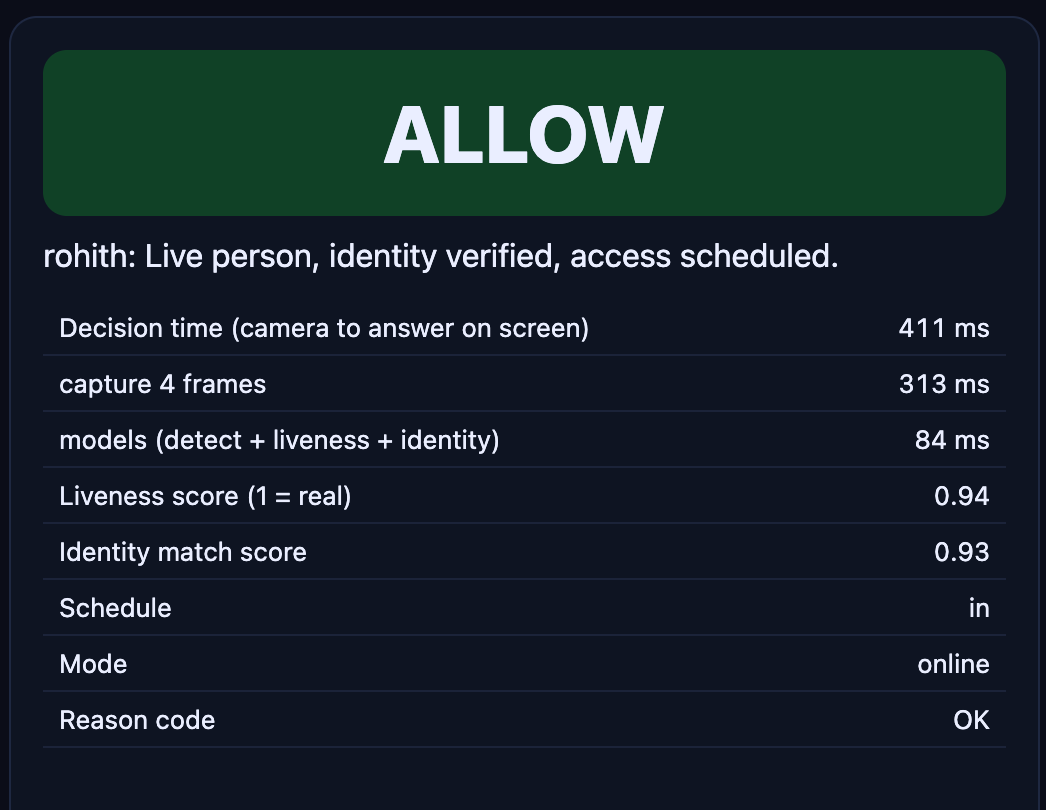 ALLOW
rohith: Live person, identity verified, access scheduled.
Decision time (camera to answer on screen) 411 ms
capture 4 frames 313 ms
models (detect + liveness + identity) 84 ms
Liveness score (1 = real) 0.94
Identity match score 0.93
Schedule in
Mode online
Reason code OK